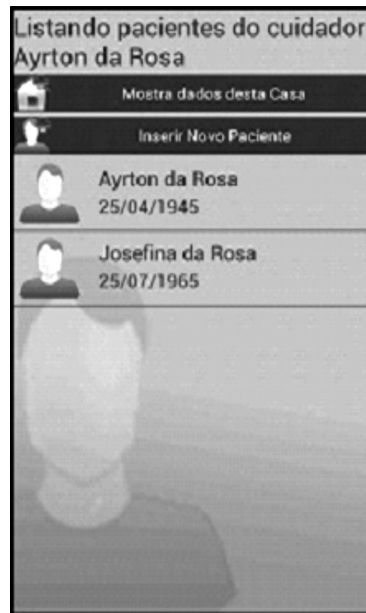 Listando pacientes do cuidador
Ayrton da Rosa
Mostra dados desta Casa
Inserir Novo Paciente
Ayrton da Rosa
25/04/1945
Josefina da Rosa
25/07/1965